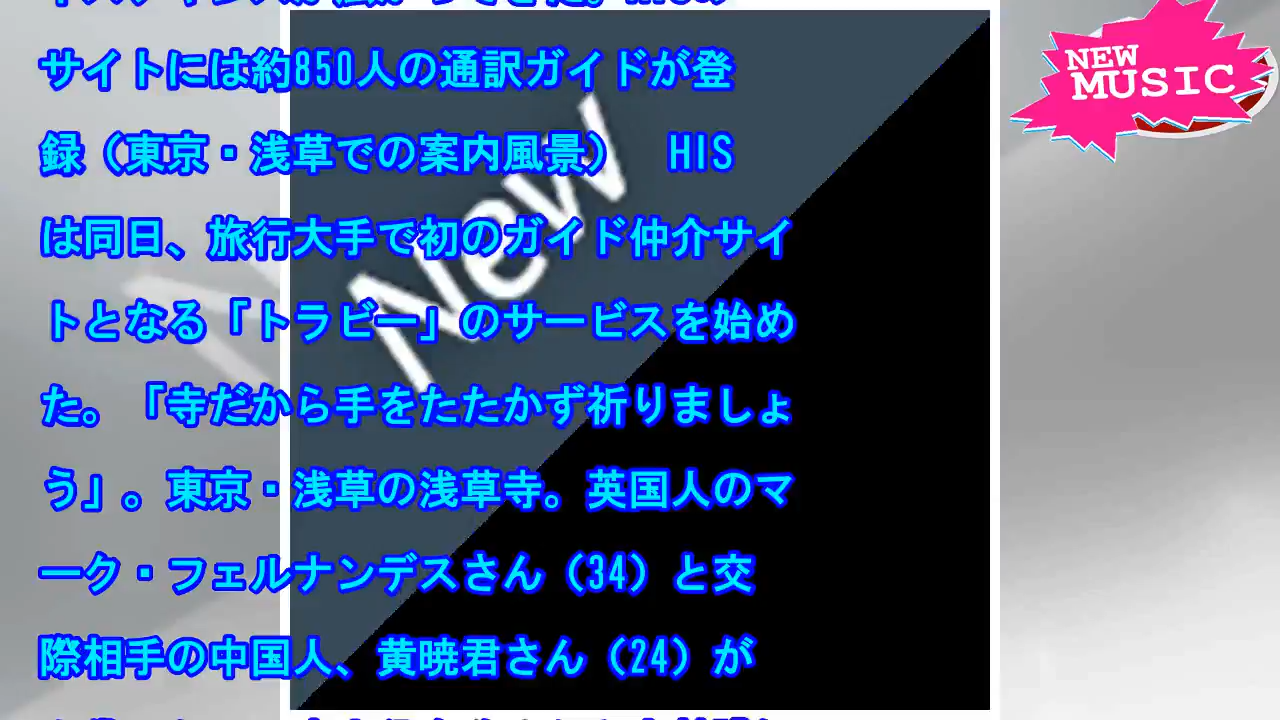 サイトには約850人の通訳ガイドが登
録（東京・浅草での案内風景）　HIS
は同日、旅行大手で初のガイド仲介サイ
トとなる「トラビー」のサービスを始め
た。「寺だから手をたたかず祈りましょ
う」。東京・浅草の浅草寺。英国人のマ
ーク・フェルナンデスさん（34）と交
際相手の中国人、黄暁君さん（24）が
New
NEW
MUSIC